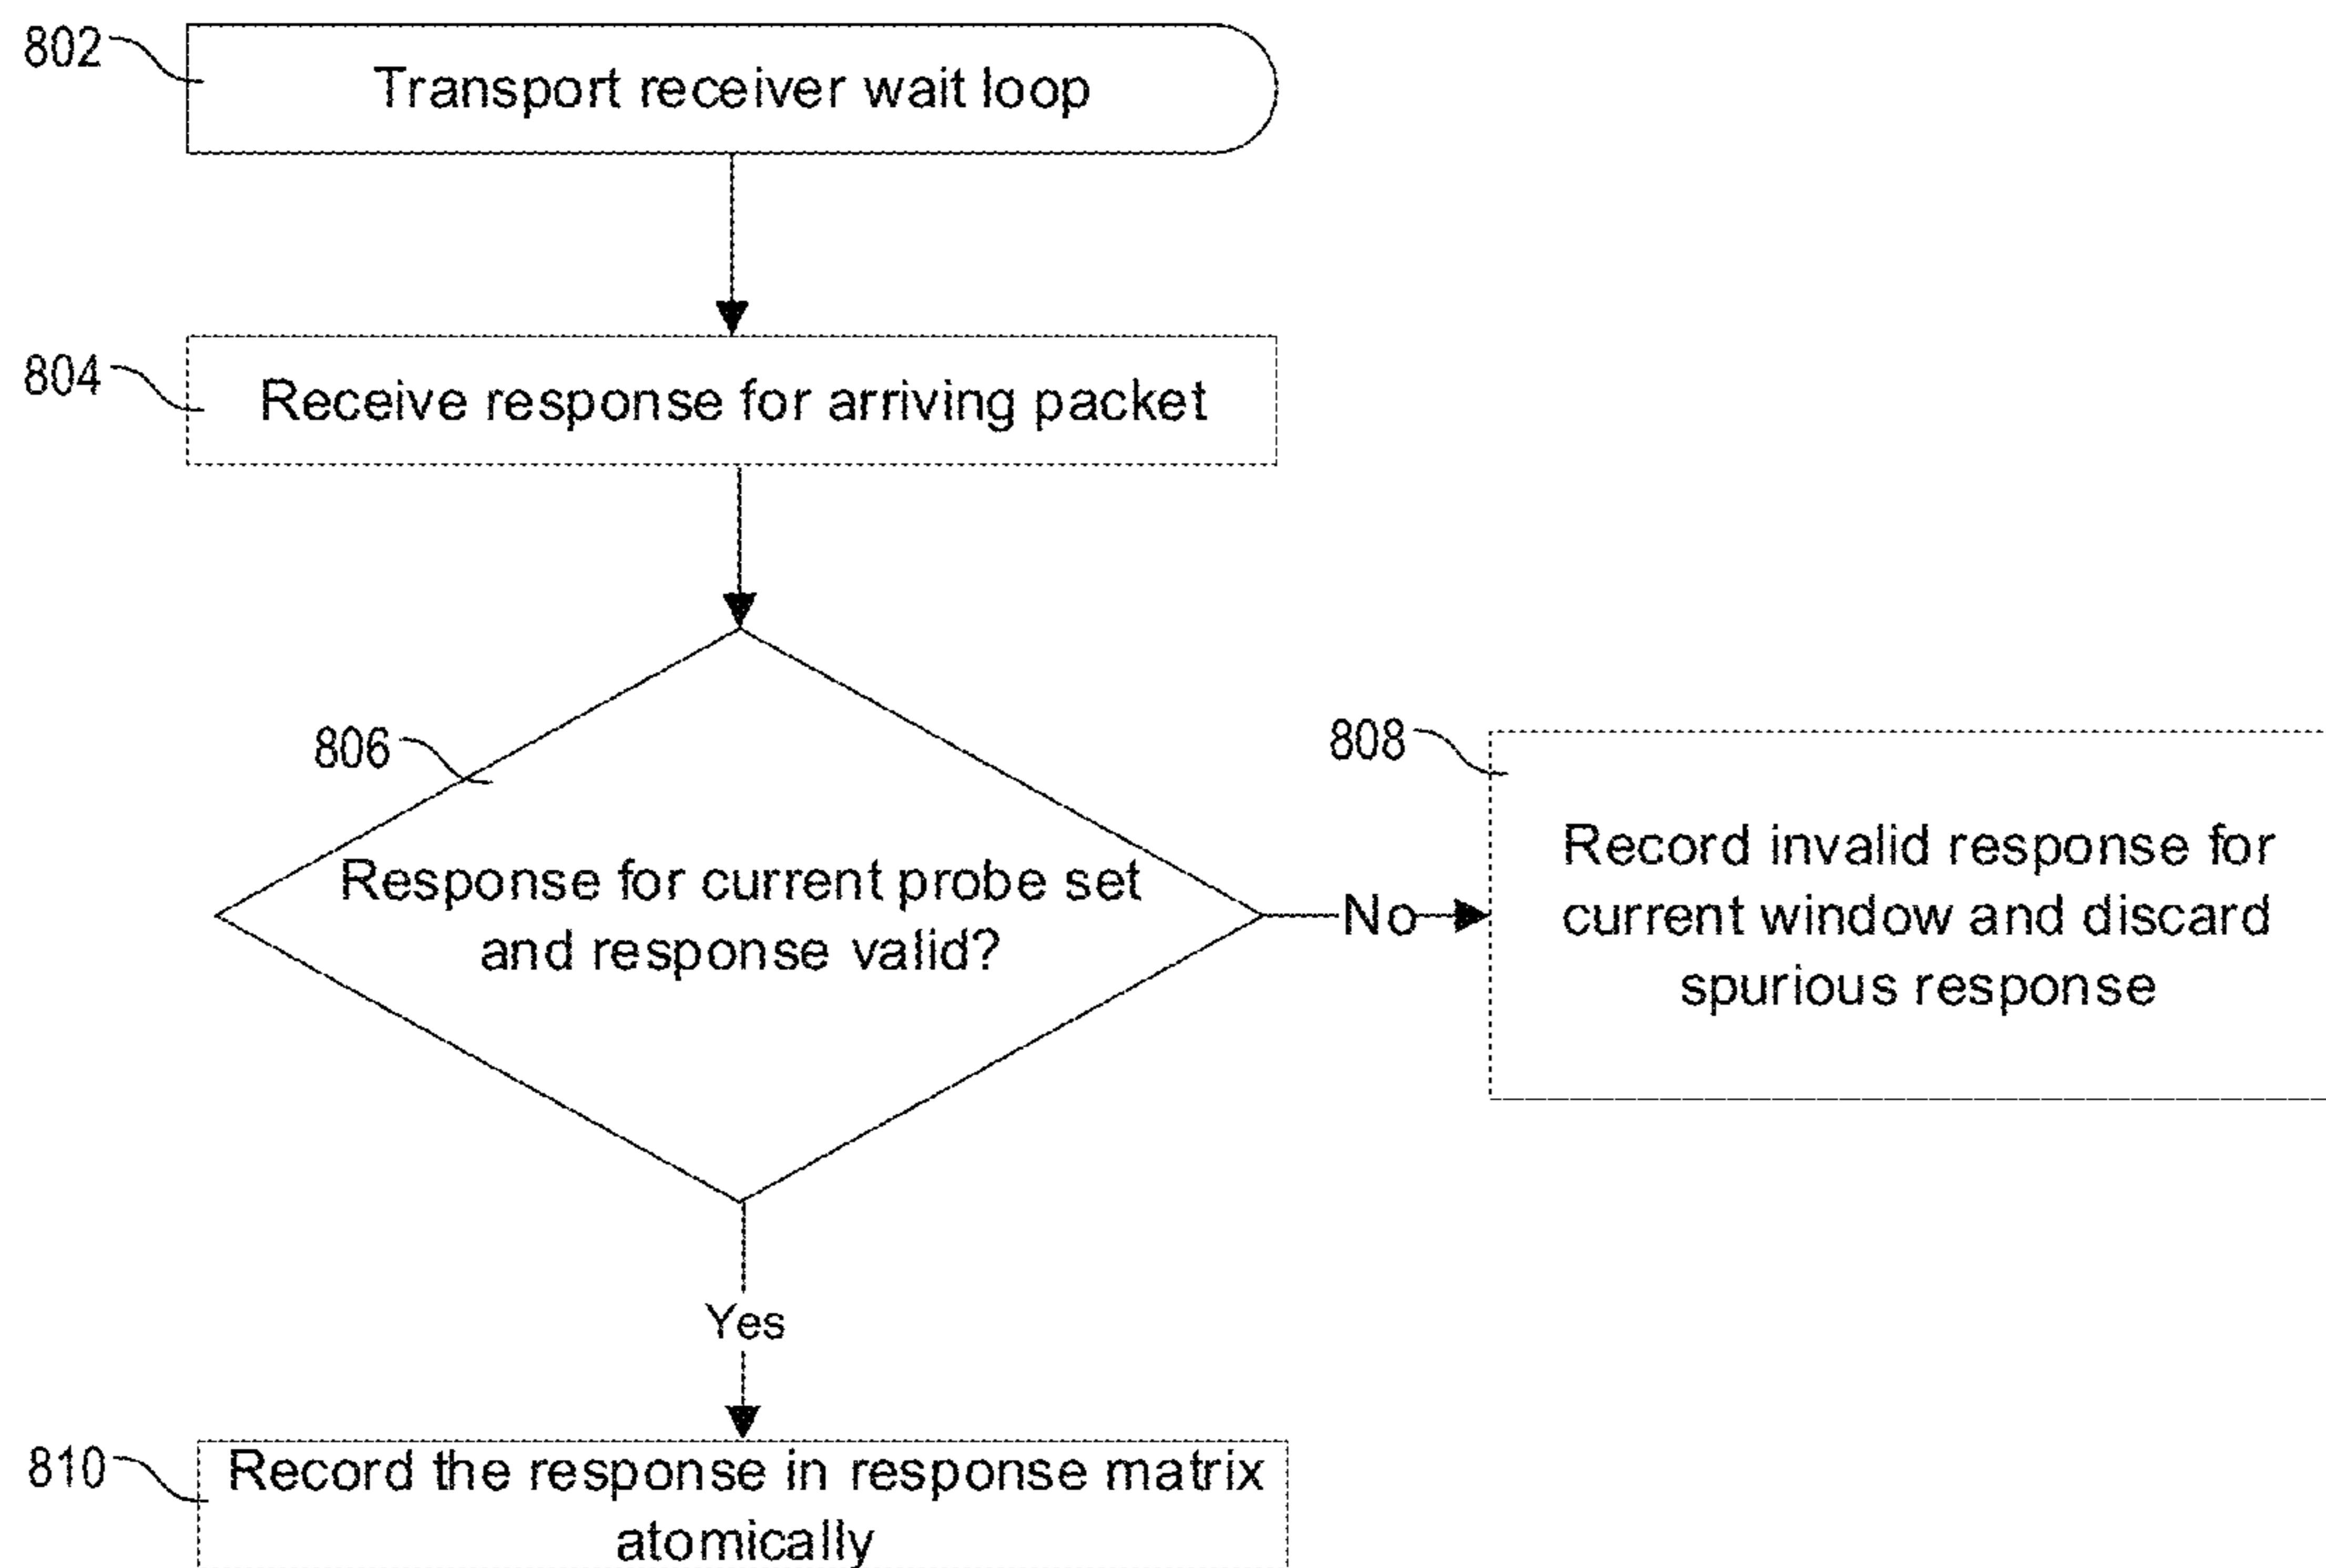 802
Transport receiver wait loop
804
Receive response for arriving packet
806
Response for current probe set
and response valid?
No
808
Record invalid response for
current window and discard
spurious response
Yes
810
Record the response in response matrix
atomically